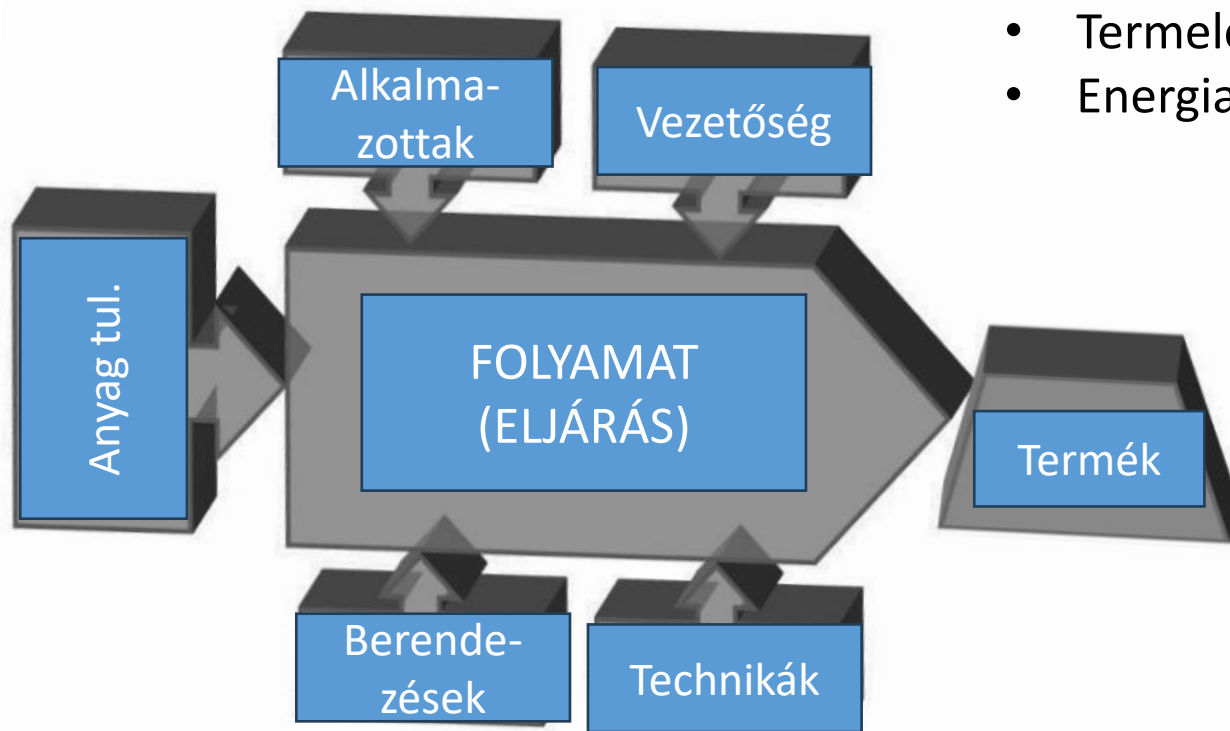 Alkalma-
zottak
Vezetőség
• 
• 
Anyag tul.
FOLYAMAT
(ELJÁRÁS)
Termék
Berende-
zések
Technikák